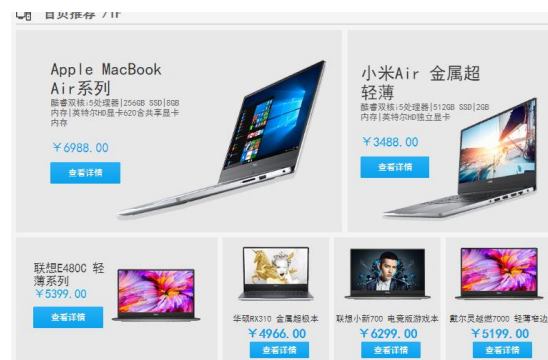 首页推荐 /1F
Apple MacBook
Air系列
酷睿双核i5处理器|256GB SSD|8GB
内存|英特尔HD显卡620含共享显卡
内存
￥6988.00
查看详情
小米Air 金属超
轻薄
酷睿双核i5处理器|512GB SSD|2GB
内存|英特尔HD独立显卡
￥3488.00
查看详情
联想E480C 轻
薄系列
￥5399.00
查看详情
华硕RX310 金属超极本
￥4966.00
查看详情
联想小新700 电竞版游戏本
￥6299.00
查看详情
戴尔灵越燃7000 轻薄窄边
￥5199.00
查看详情